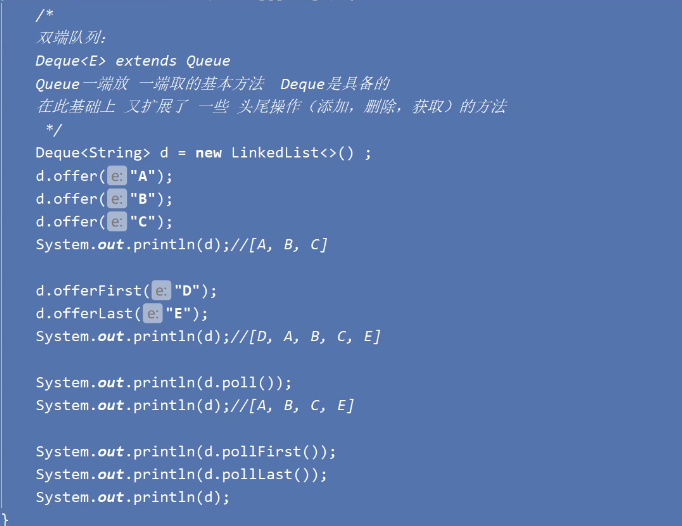 /*
双端队列:
Deque<E> extends Queue
Queue一端放 一端取的基本方法  Deque是具备的
在此基础上 又扩展了 一些 头尾操作（添加，删除，获取）的方法
*/
Deque<String> d = new LinkedList<>() ;
d.offer( e: "A");
d.offer( e: "B");
d.offer( e: "C");
System.out.println(d);//[A, B, C]
d.offerFirst( e: "D");
d.offerLast( e: "E");
System.out.println(d);//[D, A, B, C, E]
System.out.println(d.poll());
System.out.println(d);//[A, B, C, E]
System.out.println(d.pollFirst());
System.out.println(d.pollLast());
System.out.println(d);
}